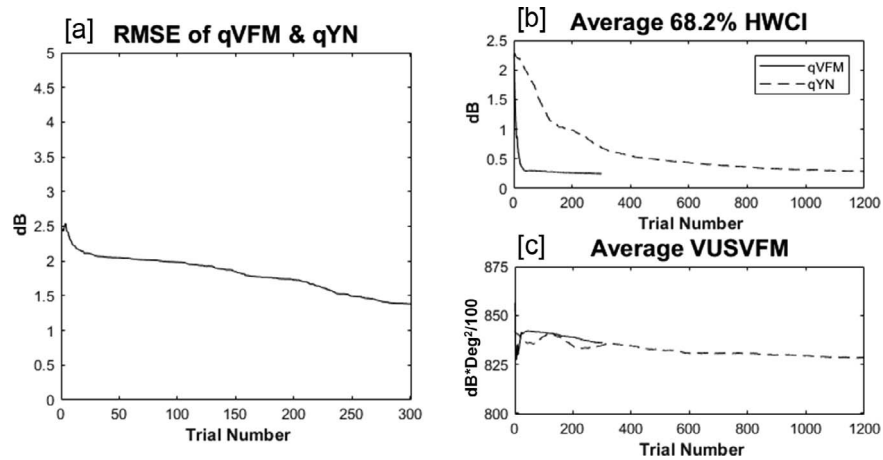 [a]
RMSE of qVFM & qYN
5
4.5
4
3.5
3
2.5
2
1.5
1
0.5
0
dB
0 50 100 150 200 250 300
Trial Number
[b]
Average 68.2% HWCI
2.5
2
1.5
1
0.5
0
dB
qVFM
qYN
0 200 400 600 800 1000 1200
Trial Number
[c]
Average VUSVFM
875
850
825
800
dB*Deg²/100
0 200 400 600 800 1000 1200
Trial Number